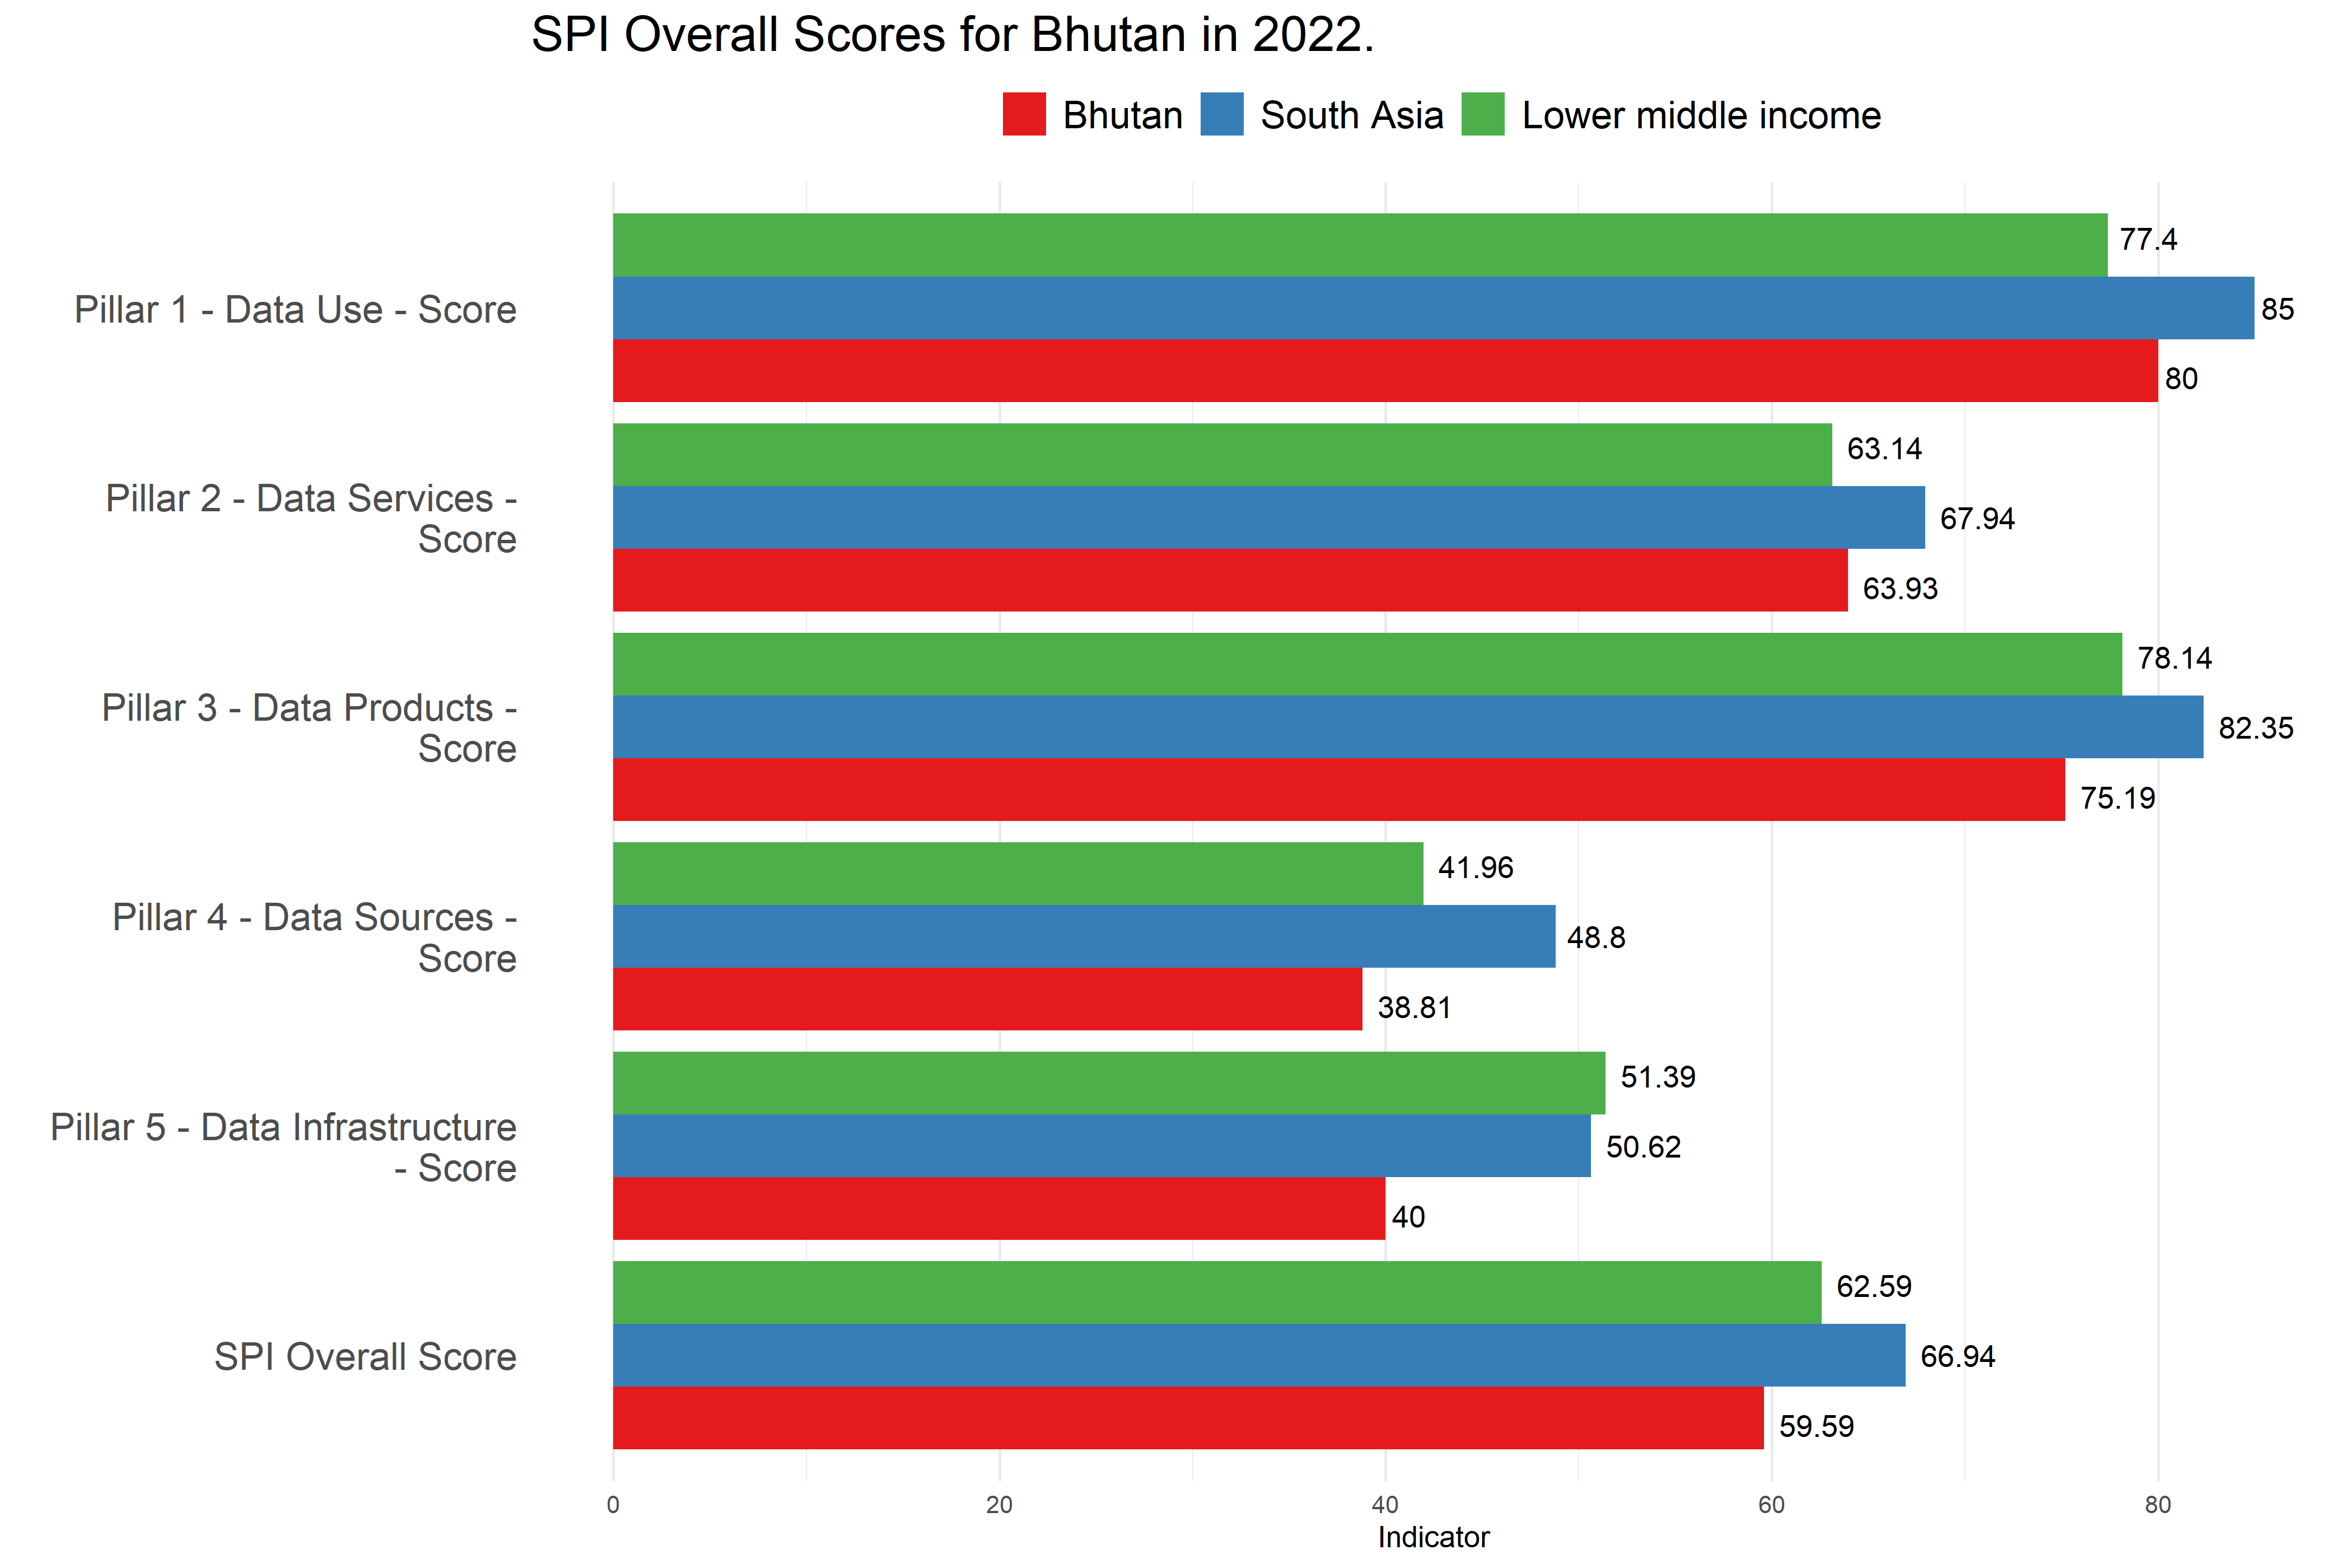 SPI Overall Scores for Bhutan in 2022.
Bhutan South Asia Lower middle income
Pillar 1 - Data Use - Score
77.4
85
80
Pillar 2 - Data Services -
Score
63.14
67.94
63.93
Pillar 3 - Data Products -
Score
78.14
82.35
75.19
Pillar 4 - Data Sources -
Score
41.96
48.8
38.81
Pillar 5 - Data Infrastructure
- Score
51.39
50.62
40
SPI Overall Score
62.59
66.94
59.59
0 20 40 60 80
Indicator